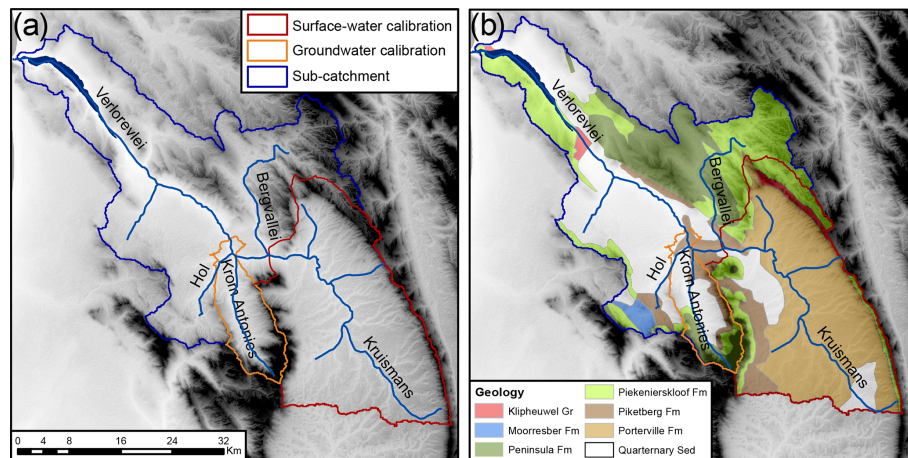 (a)
Surface-water calibration
Groundwater calibration
Sub-catchment
Verlorevlei
Bergvallei
Hol
Krom Antonies
Kruismans
0 4 8 16 24 32
Km
(b)
Verlorevlei
Bergvallei
Hol
Krom Antonies
Kruismans
Geology
Klipheuwel Gr
Moorresber Fm
Peninsula Fm
Piekenierskloof Fm
Piketberg Fm
Porterville Fm
Quarternary Sed